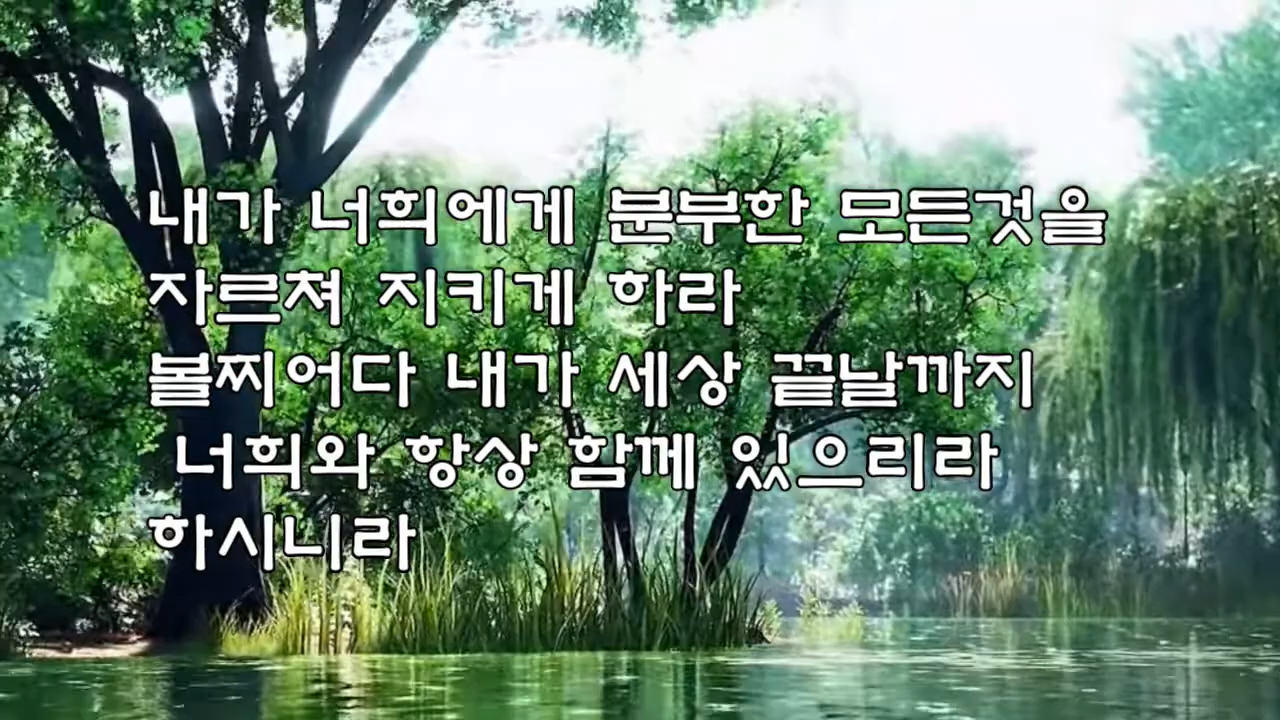 내가 너희에게 분부한 모든것을
자르쳐 지키게 하라
볼찌어다 내가 세상 끝날까지
너희와 항상 함께 있으리라
하시니라